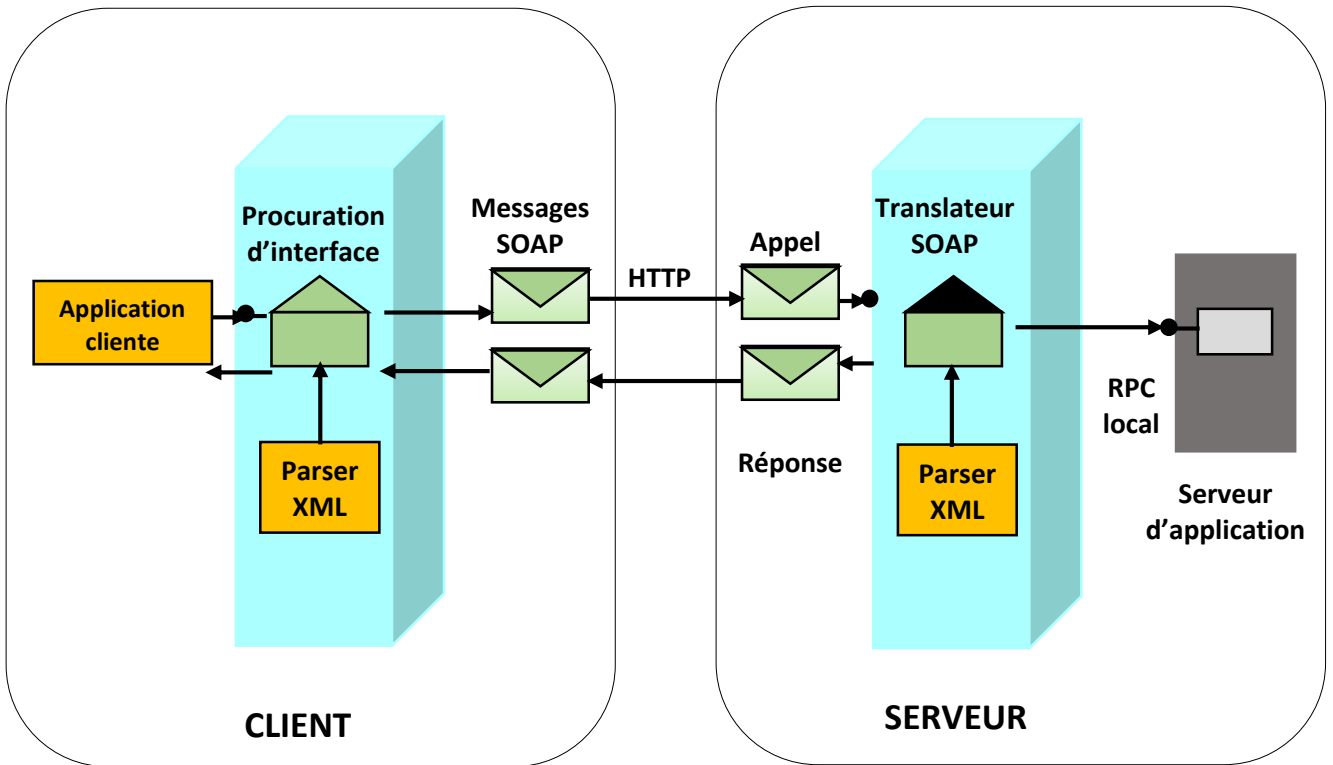 Procuration
d’interface
Messages
SOAP
Application
cliente
Parser
XML
CLIENT
HTTP
Appel
Translateur
SOAP
Réponse
Parser
XML
RPC
local
Serveur
d’application
SERVEUR